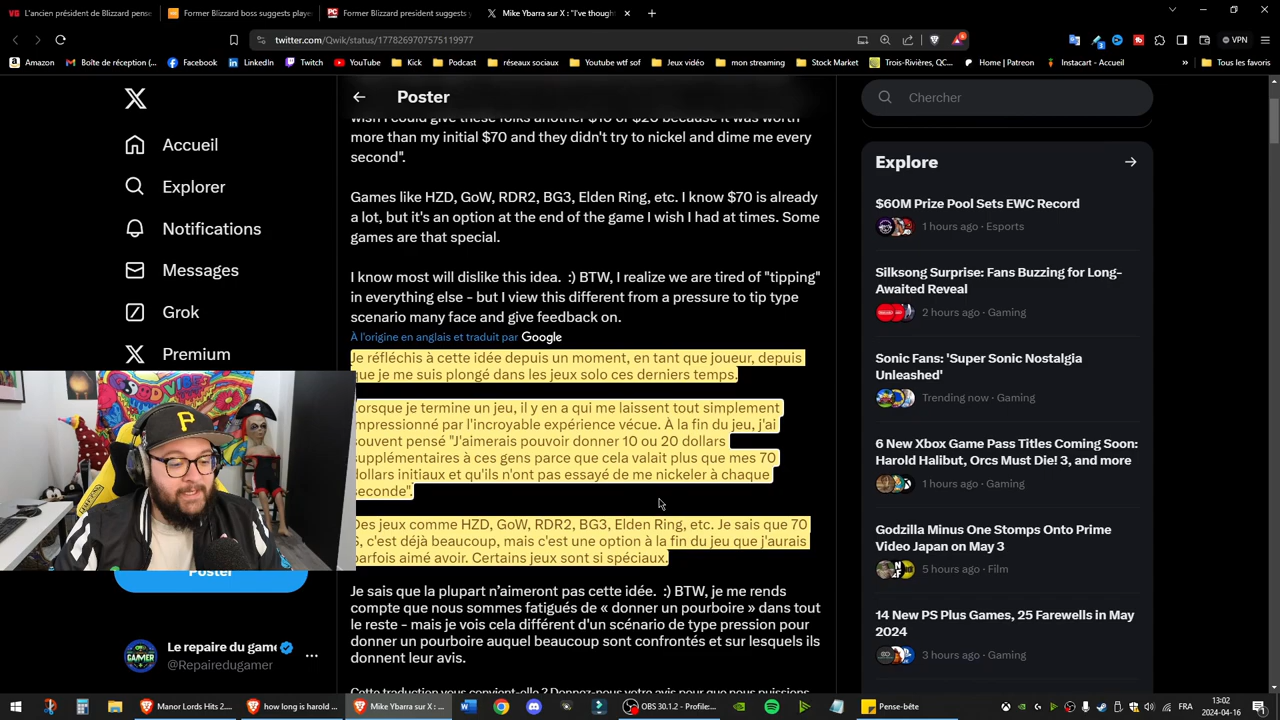 L'ancien président de Blizzard pense
Former Blizzard boss suggests playe
Former Blizzard president suggests y
Mike Ybarra sur X : "I've though
twitter.com/Qwik/status/1778269707575119977
VPN
Amazon
Boîte de réception (...
Facebook
LinkedIn
Twitch
YouTube
Kick
Podcast
réseaux sociaux
Youtube wtf sof
Jeux vidéo
mon streaming
Stock Market
Trois-Rivières, QC...
Home | Patreon
Instacart - Accueil
Tous les favoris
Poster
Chercher
Accueil
Explorer
Notifications
Messages
Grok
Premium
Poster
Le repaire du game
@Repairedugamer
wish I could give these folks another $10 or $20 because it was worth
more than my initial $70 and they didn't try to nickel and dime me every
second".
Games like HZD, GoW, RDR2, BG3, Elden Ring, etc. I know $70 is already
a lot, but it's an option at the end of the game I wish I had at times. Some
games are that special.
I know most will dislike this idea. :) BTW, I realize we are tired of "tipping"
in everything else – but I view this different from a pressure to tip type
scenario many face and give feedback on.
À l'origine en anglais et traduit par Google
Je réfléchis à cette idée depuis un moment, en tant que joueur, depuis
que je me suis plongé dans les jeux solo ces derniers temps.
Lorsque je termine un jeu, il y en a qui me laissent tout simplement
impressionné par l'incroyable expérience vécue. À la fin du jeu, j'ai
souvent pensé "J'aimerais pouvoir donner 10 ou 20 dollars
supplémentaires à ces gens parce que cela valait plus que mes 70
dollars initiaux et qu'ils n'ont pas essayé de me nickeler à chaque
seconde".
Des jeux comme HZD, GoW, RDR2, BG3, Elden Ring, etc. Je sais que 70
$, c'est déjà beaucoup, mais c'est une option à la fin du jeu que j'aurais
parfois aimé avoir. Certains jeux sont si spéciaux.
Je sais que la plupart n'aimeront pas cette idée. :) BTW, je me rends
compte que nous sommes fatigués de « donner un pourboire » dans tout
le reste – mais je vois cela différent d'un scénario de type pression pour
donner un pourboire auquel beaucoup sont confrontés et sur lesquels ils
donnent leur avis.
Cette traduction vous convient-elle ? Donnez-nous votre avis pour que nous puissions
Explore
$60M Prize Pool Sets EWC Record
1 hours ago · Esports
Silksong Surprise: Fans Buzzing for Long-
Awaited Reveal
2 hours ago · Gaming
Sonic Fans: 'Super Sonic Nostalgia
Unleashed'
Trending now · Gaming
6 New Xbox Game Pass Titles Coming Soon:
Harold Halibut, Orcs Must Die! 3, and more
1 hours ago · Gaming
Godzilla Minus One Stomps Onto Prime
Video Japan on May 3
5 hours ago · Film
14 New PS Plus Games, 25 Farewells in May
2024
3 hours ago · Gaming
Manor Lords Hits 2...
how long is harold ...
Mike Ybarra sur X : ...
OBS 30.1.2 - Profile:...
Pense-bête
FRA
13:02
2024-04-16